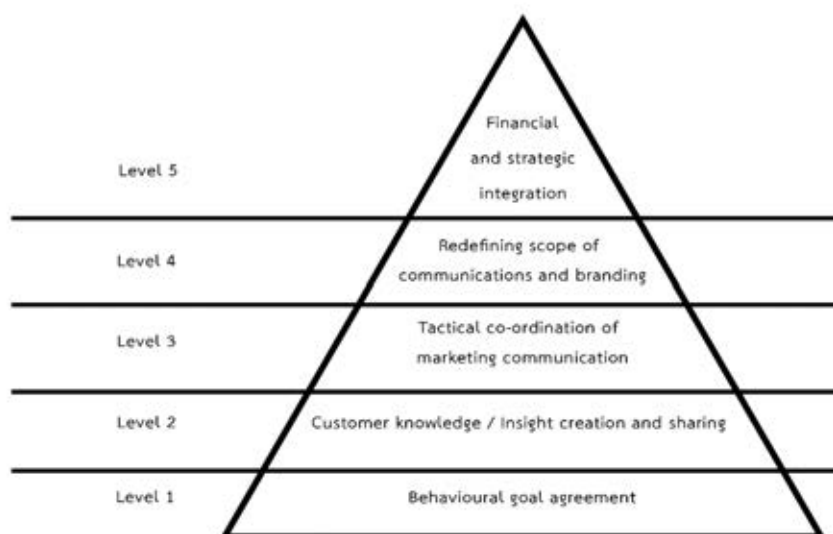 Financial
and strategic
integration
Level 5
Redefining scope of
communications and branding
Level 4
Tactical co-ordination of
marketing communication
Level 3
Level 2
Customer knowledge / Insight creation and sharing
Level 1
Behavioural goal agreement